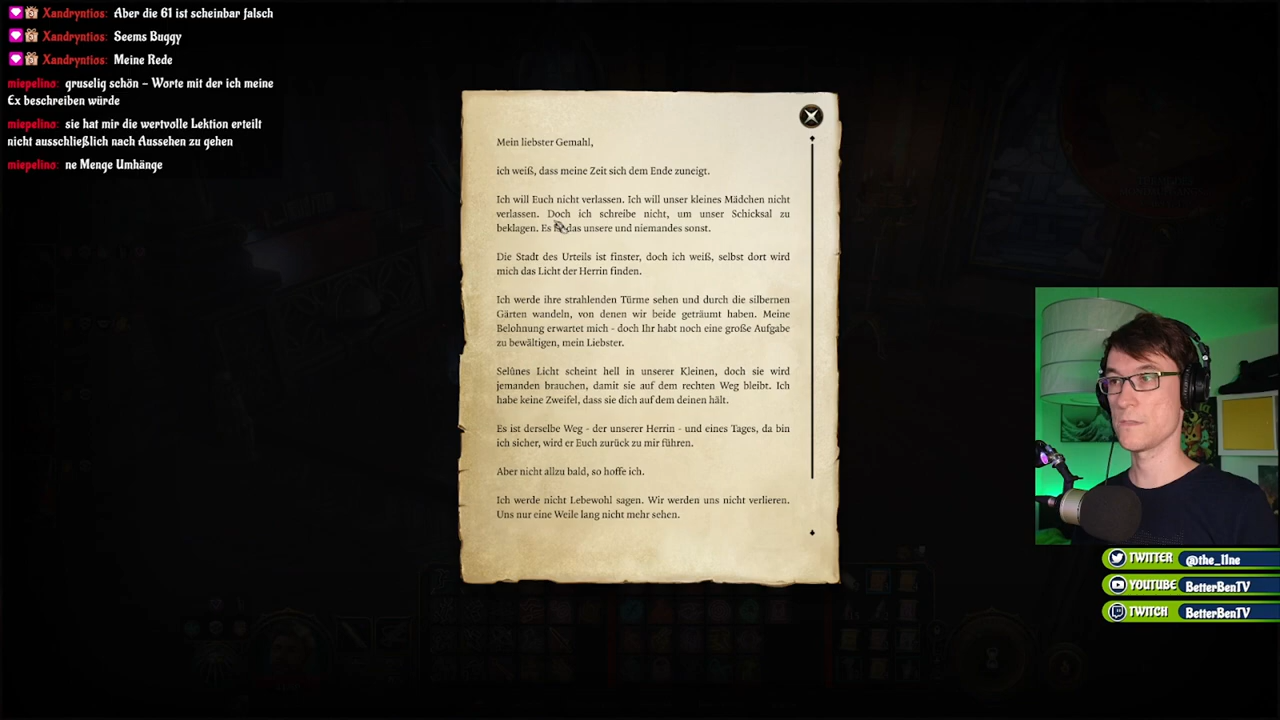 Xandryntios: Aber die 61 ist scheinbar falsch
Xandryntios: Seems Buggy
Xandryntios: Meine Rede
miepelino: gruselig schön – Worte mit der ich meine
Ex beschreiben würde
miepelino: sie hat mir die wertvolle Lektion erteilt
nicht ausschließlich nach Aussehen zu gehen
miepelino: ne Menge Umhänge
Mein liebster Gemahl,
ich weiß, dass meine Zeit sich dem Ende zuneigt.
Ich will Euch nicht verlassen. Ich will unser kleines Mädchen nicht
verlassen. Doch ich schreibe nicht, um unser Schicksal zu
beklagen. Es das unsere und niemandes sonst.
Die Stadt des Urteils ist finster, doch ich weiß, selbst dort wird
mich das Licht der Herrin finden.
Ich werde ihre strahlenden Türme sehen und durch die silbernen
Gärten wandeln, von denen wir beide geträumt haben. Meine
Belohnung erwartet mich - doch Ihr habt noch eine große Aufgabe
zu bewältigen, mein Liebster.
Selûnes Licht scheint hell in unserer Kleinen, doch sie wird
jemanden brauchen, damit sie auf dem rechten Weg bleibt. Ich
habe keine Zweifel, dass sie dich auf dem deinen hält.
Es ist derselbe Weg - der unserer Herrin - und eines Tages, da bin
ich sicher, wird er Euch zurück zu mir führen.
Aber nicht allzu bald, so hoffe ich.
Ich werde nicht Lebewohl sagen. Wir werden uns nicht verlieren.
Uns nur eine Weile lang nicht mehr sehen.
TWITTER @the_11ne
YOUTUBE BetterBenTV
TWITCH BetterBenTV